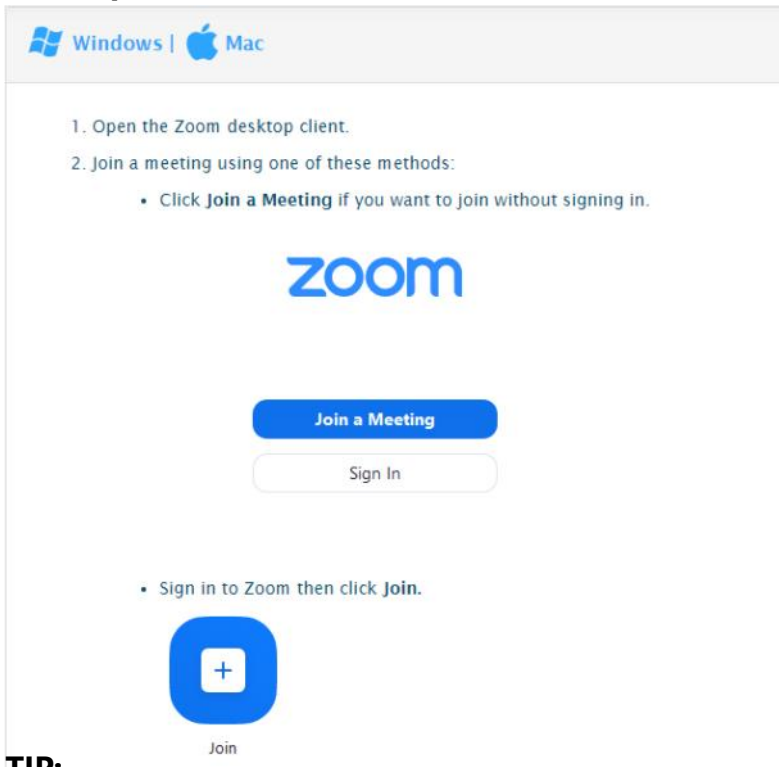 Windows | Mac
1. Open the Zoom desktop client.
2. Join a meeting using one of these methods:
• Click Join a Meeting if you want to join without signing in.
zoom
Join a Meeting
Sign In
• Sign in to Zoom then click Join.
Join
TIP: